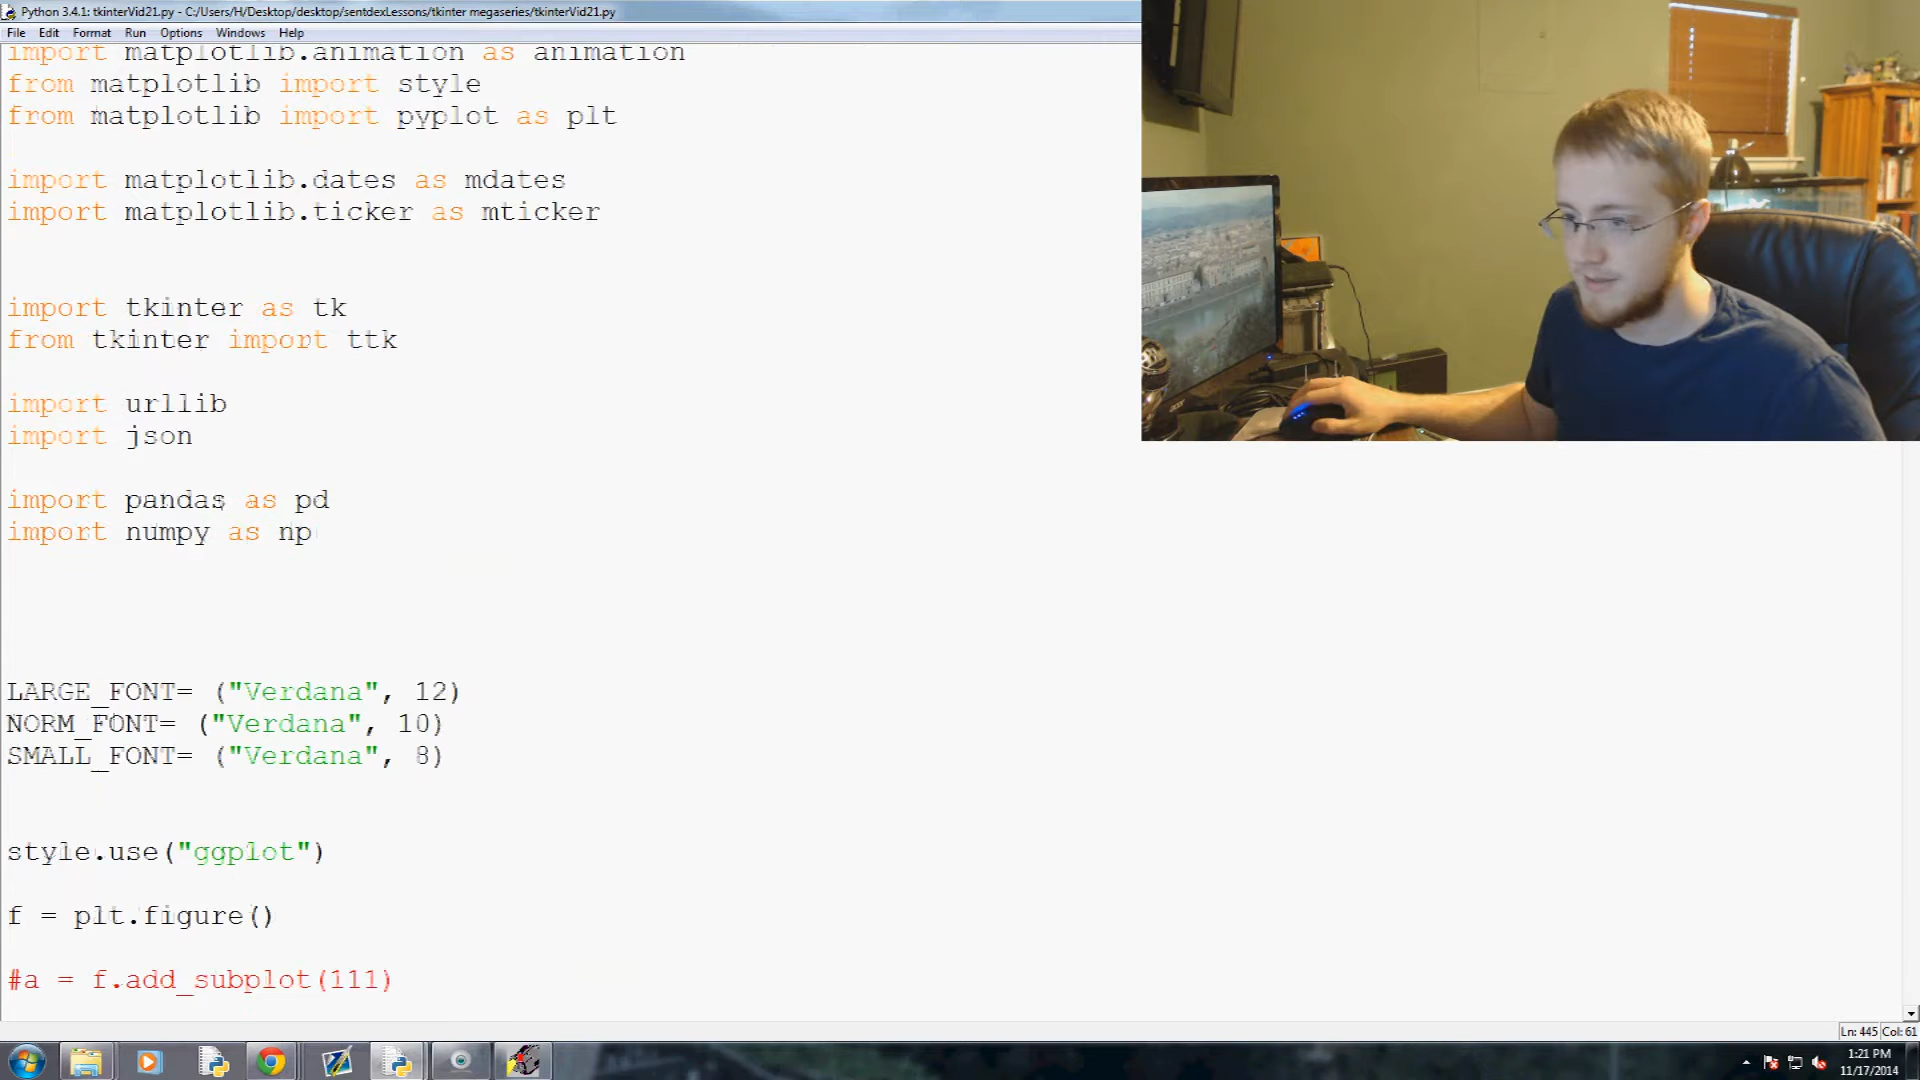 Python 3.4.1: tkinterVid21.py - C:/Users/H/Desktop/desktop/sentdexLessons/tkinter megaseries/tkinterVid21.py
File Edit Format Run Options Windows Help
import matplotlib.animation as animation
from matplotlib import style
from matplotlib import pyplot as plt
import matplotlib.dates as mdates
import matplotlib.ticker as mticker
import tkinter as tk
from tkinter import ttk
import urllib
import json
import pandas as pd
import numpy as np
LARGE_FONT= ("Verdana", 12)
NORM_FONT= ("Verdana", 10)
SMALL_FONT= ("Verdana", 8)
style.use("ggplot")
f = plt.figure()
#a = f.add_subplot(111)
Ln: 445 Col: 61
1:21 PM
11/17/2014